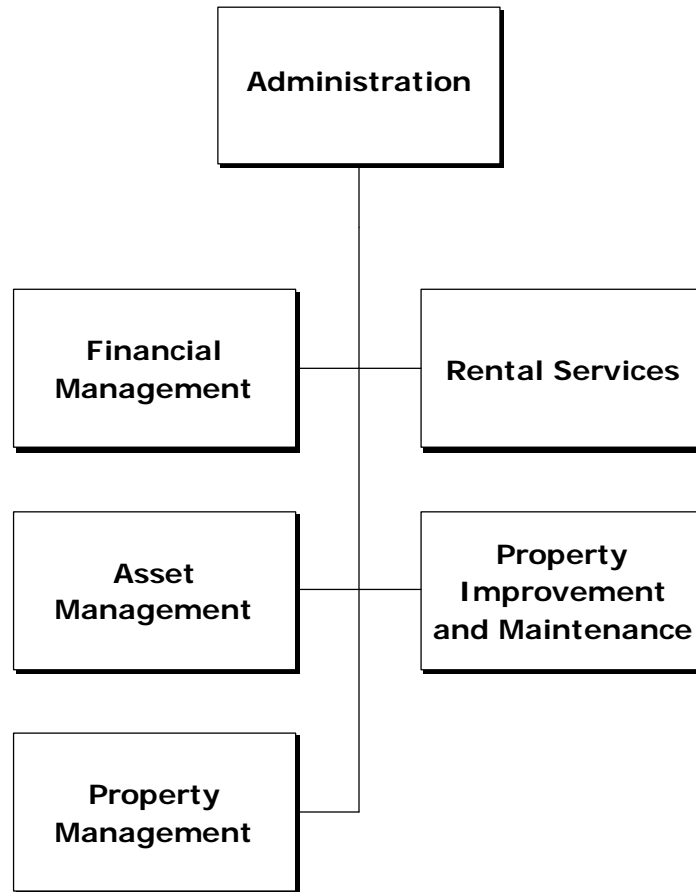 Administration
Financial
Management
Rental Services
Asset
Management
Property
Improvement
and Maintenance
Property
Management